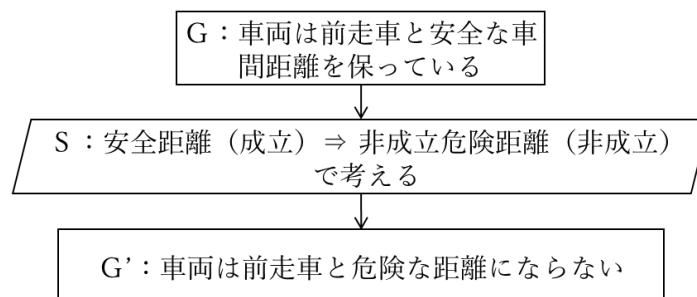 G：車両は前走車と安全な車
間距離を保っている
S：安全距離（成立）⇒ 非成立危険距離（非成立）
で考える
G’：車両は前走車と危険な距離にならない